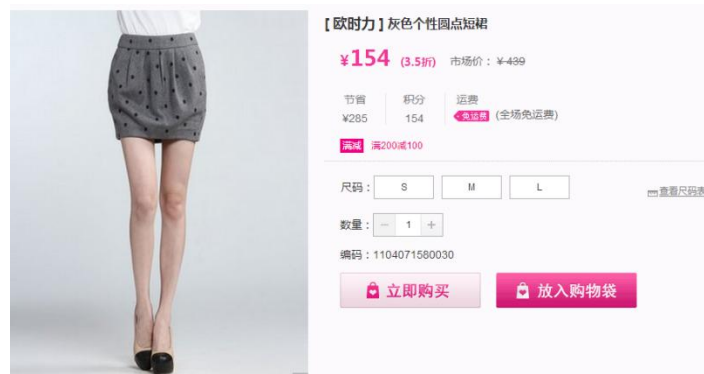 [ 欧时力 ] 灰色个性圆点短裙
¥154 (3.5折) 市场价： ¥439
节省 积分 运费
¥285 154 免运费 (全场免运费)
满减 满200减100
尺码： S M L 查看尺码表
数量： － 1 ＋
编码：1104071580030
立即购买 放入购物袋